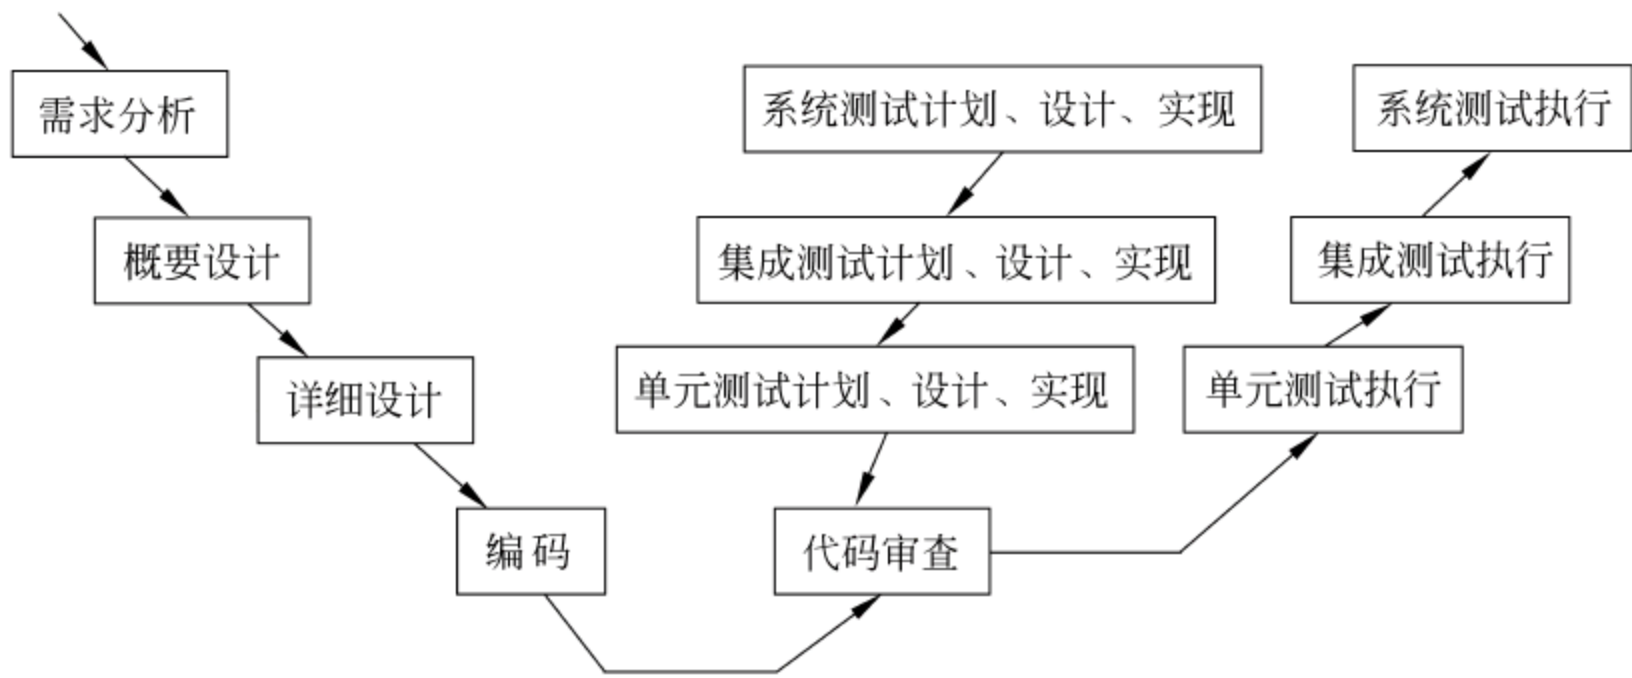 需求分析
系统测试计划、设计、实现
系统测试执行
概要设计
集成测试计划、设计、实现
集成测试执行
详细设计
单元测试计划、设计、实现
单元测试执行
编码
代码审查